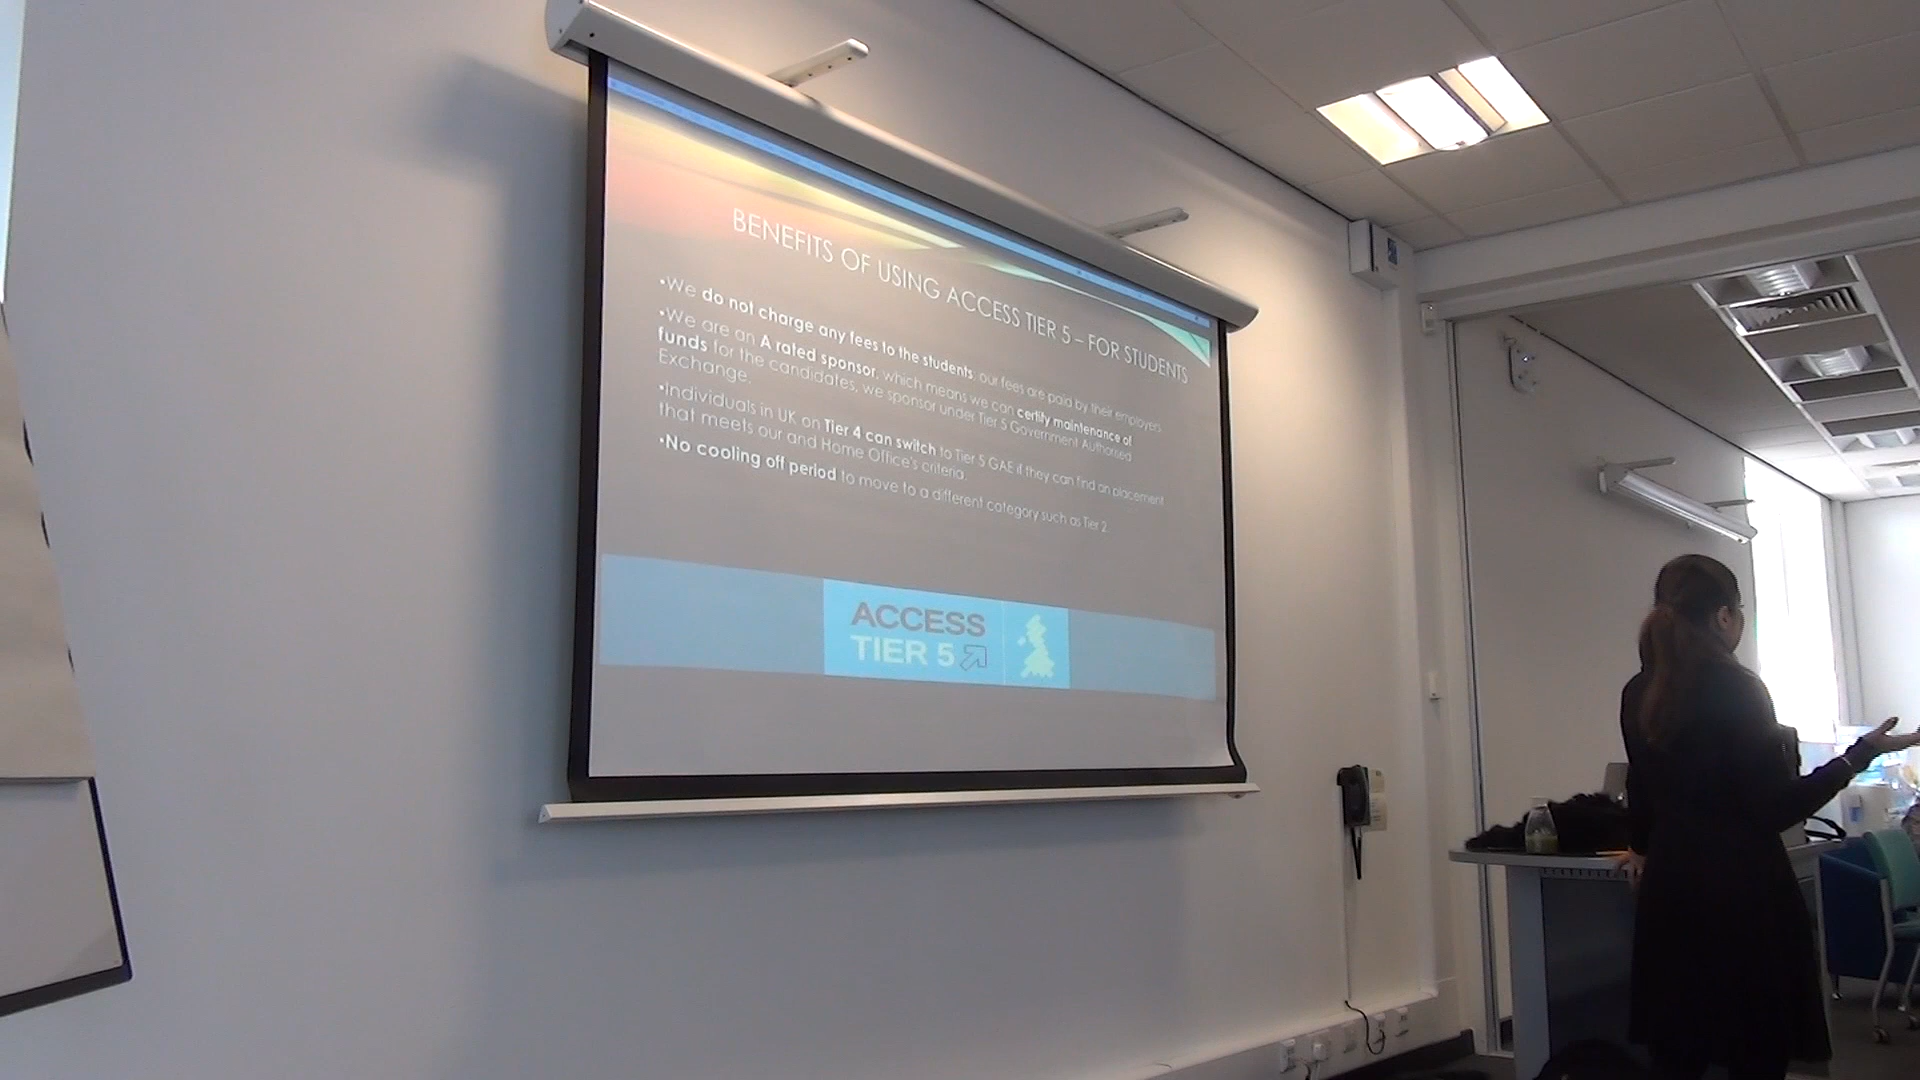 BENEFITS OF USING ACCESS TIER 5 – FOR STUDENTS
•We do not charge any fees to the students, our fees are paid by their employers
•We are an A rated sponsor, which means we can certify maintenance of
funds for the candidates, we sponsor under Tier 5 Government Authorised
Exchange.
•Individuals in UK on Tier 4 can switch to Tier 5 GAE if they can find an placement
that meets our and Home Office's criteria.
•No cooling off period to move to a different category such as Tier 2
ACCESS
TIER 5